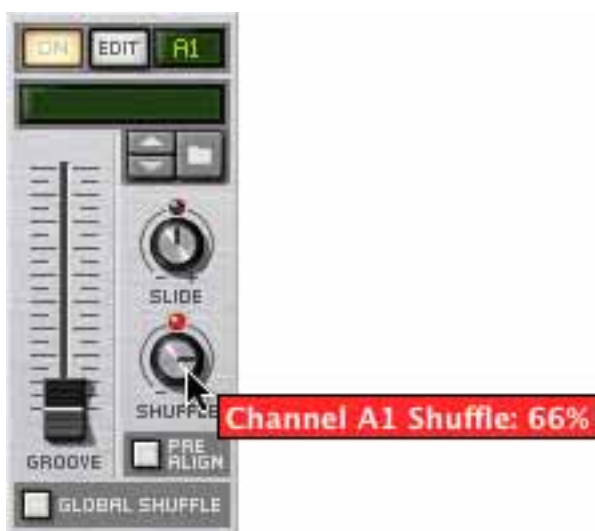 ON EDIT A1
- +
SLIDE
-
SHUFFLE
Channel A1 Shuffle: 66%
GROOVE
PRE
ALIGN
GLOBAL SHUFFLE